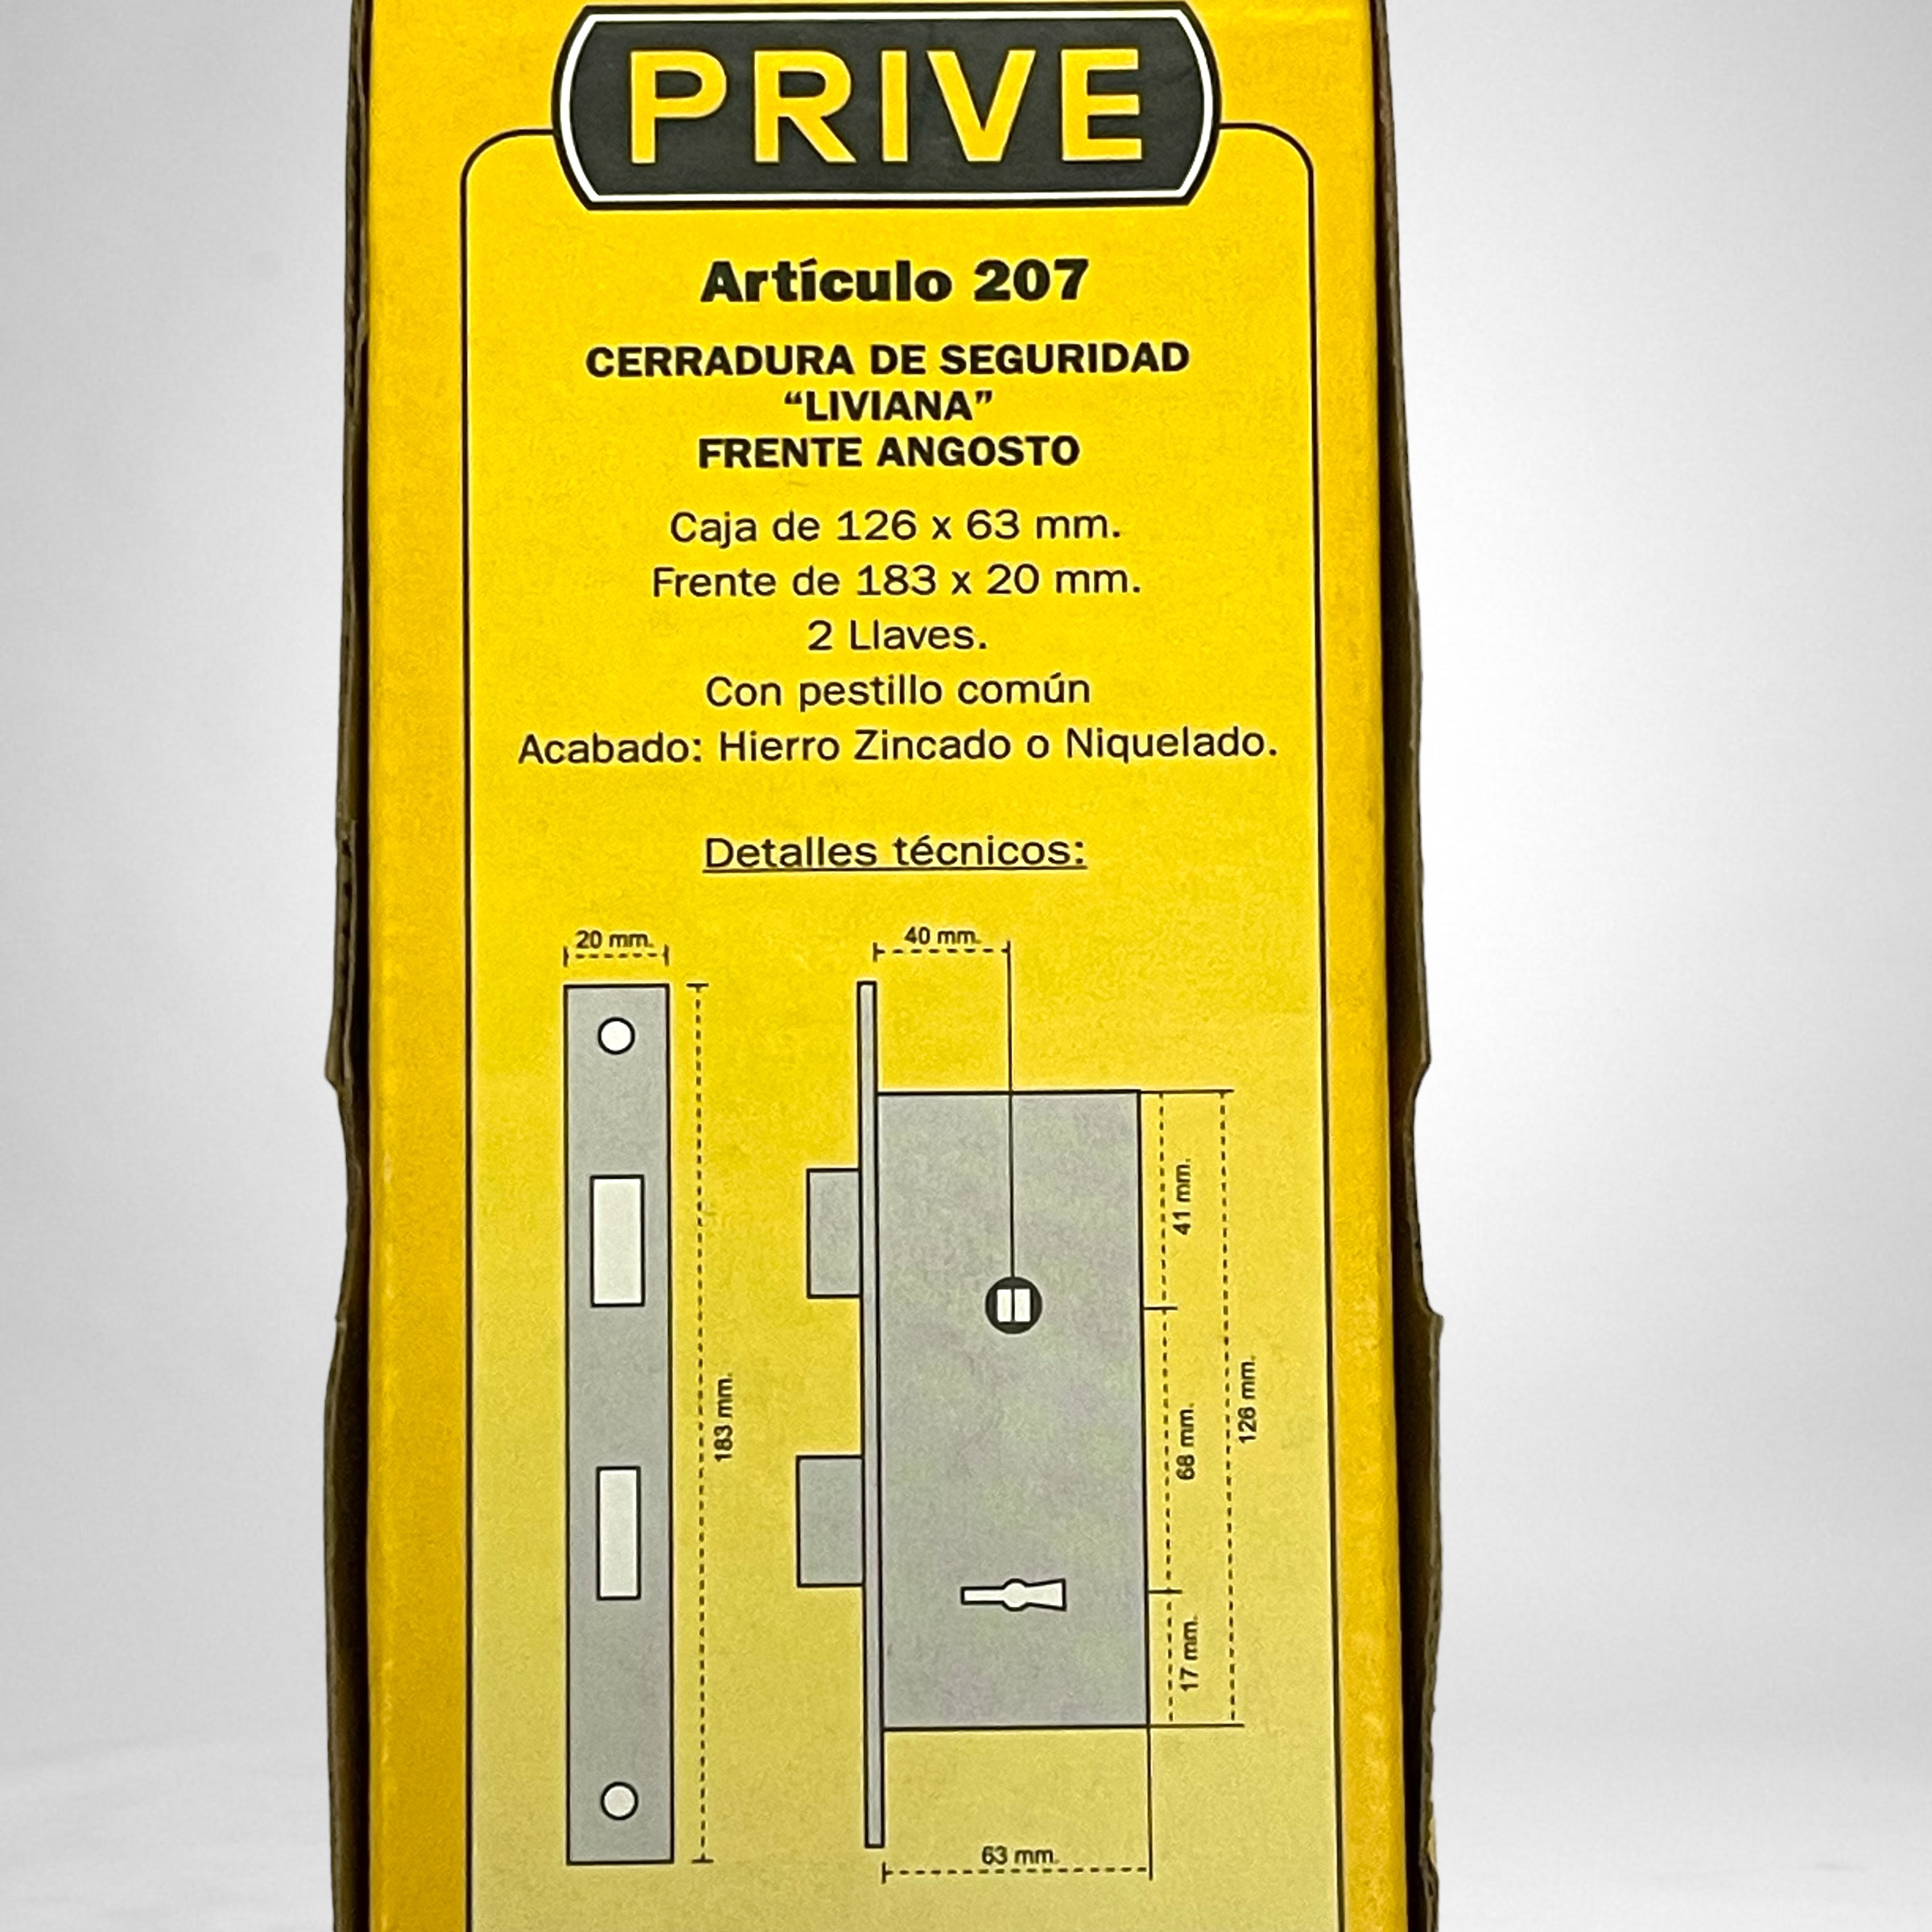 PRIVE
Artículo 207
CERRADURA DE SEGURIDAD
“LIVIANA”
FRENTE ANGOSTO
Caja de 126 x 63 mm.
Frente de 183 x 20 mm.
2 Llaves.
Con pestillo común
Acabado: Hierro Zincado o Niquelado.
Detalles técnicos:
20 mm.
40 mm.
183 mm.
41 mm.
68 mm.
126 mm.
17 mm.
63 mm.